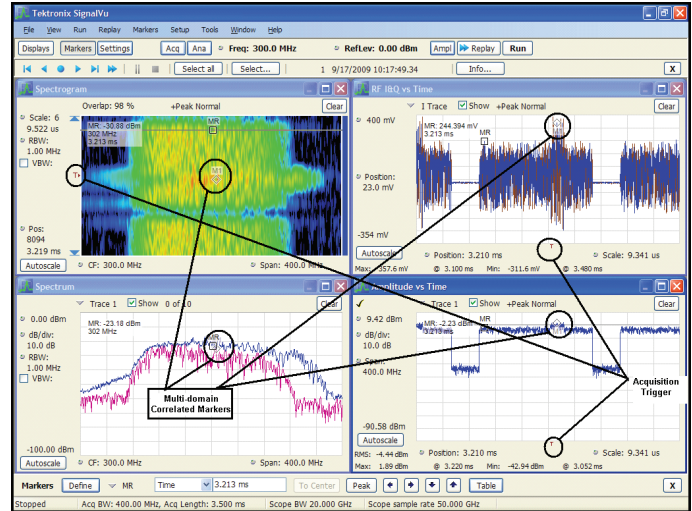 Tektronix SignalVu
File View Run Replay Markers Setup Tools Window Help
Displays Markers Settings Acq Ana Freq: 300.0 MHz RefLev: 0.00 dBm Ampl Replay Run
Select all Select... 1 9/17/2009 10:17:49.34 Info... X
Spectrogram
Overlap: 98 % +Peak Normal Clear
Scale: 6
9.522 us
RBW:
1.00 MHz
VBW:
Pos:
8094
3.219 ms
MR: -30.88 dBm
302 MHz
3.213 ms
MR
M1
T
Autoscale CF: 300.0 MHz Span: 400.0 MHz
RF I&Q vs Time
I Trace Show +Peak Normal Clear
400 mV
MR: 244.394 mV
3.213 ms
MR
Position:
23.0 mV
-354 mV
T
Autoscale Position: 3.210 ms Scale: 9.341 us
Max: 357.6 mV @ 3.100 ms Min: -311.6 mV @ 3.480 ms
Spectrum
Trace 1 Show 0 of 10 Clear
0.00 dBm
dB/div:
10.0 dB
RBW:
1.00 MHz
VBW:
MR: -23.18 dBm
302 MHz
MR
-100.00 dBm
Autoscale CF: 300.0 MHz Span: 400.0 MHz
Multi-domain
Correlated Markers
Amplitude vs Time
Trace 1 Show +Peak Normal Clear
9.42 dBm
dB/div:
10.0 dB
Span:
400.0 MHz
MR: -2.23 dBm
3.213 ms
MR
-90.58 dBm
T
Autoscale Position: 3.210 ms Scale: 9.341 us
RMS: -4.44 dBm
Max: 1.89 dBm @ 3.220 ms Min: -42.94 dBm @ 3.052 ms
Acquisition
Trigger
Markers Define MR Time 3.213 ms To Center Peak Table X
Stopped Acq BW: 400.00 MHz, Acq Length: 3.500 ms Scope BW 20.000 GHz Scope sample rate 50.000 GHz